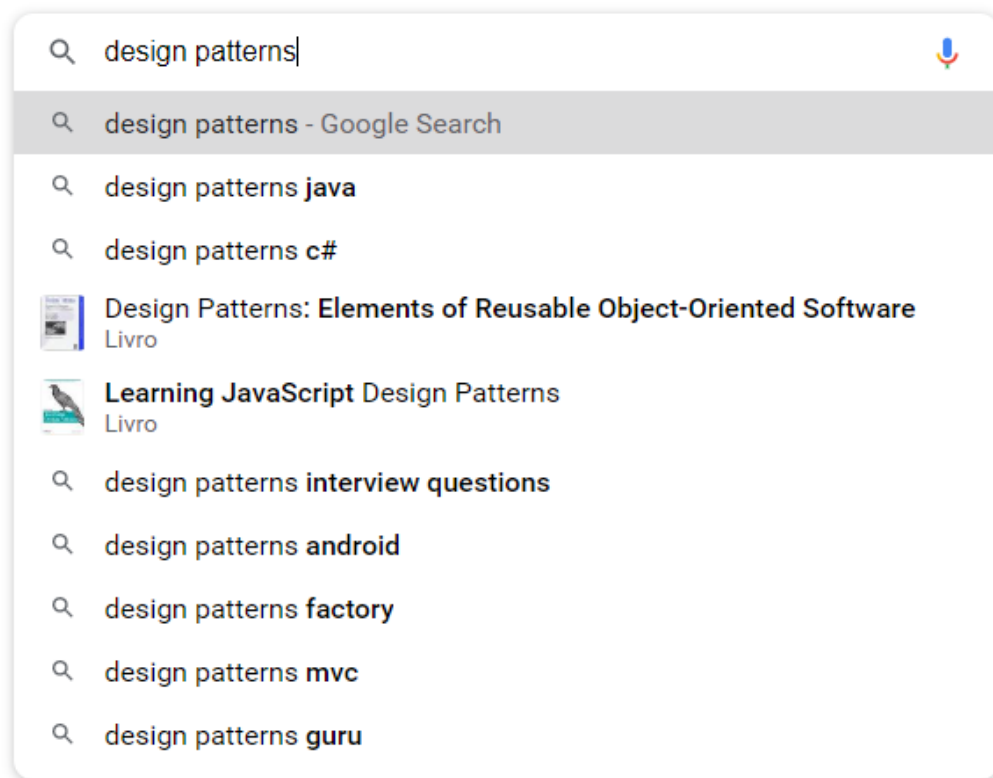 design patterns
design patterns - Google Search
design patterns java
design patterns c#
Design Patterns: Elements of Reusable Object-Oriented Software
Livro
Learning JavaScript Design Patterns
Livro
design patterns interview questions
design patterns android
design patterns factory
design patterns mvc
design patterns guru